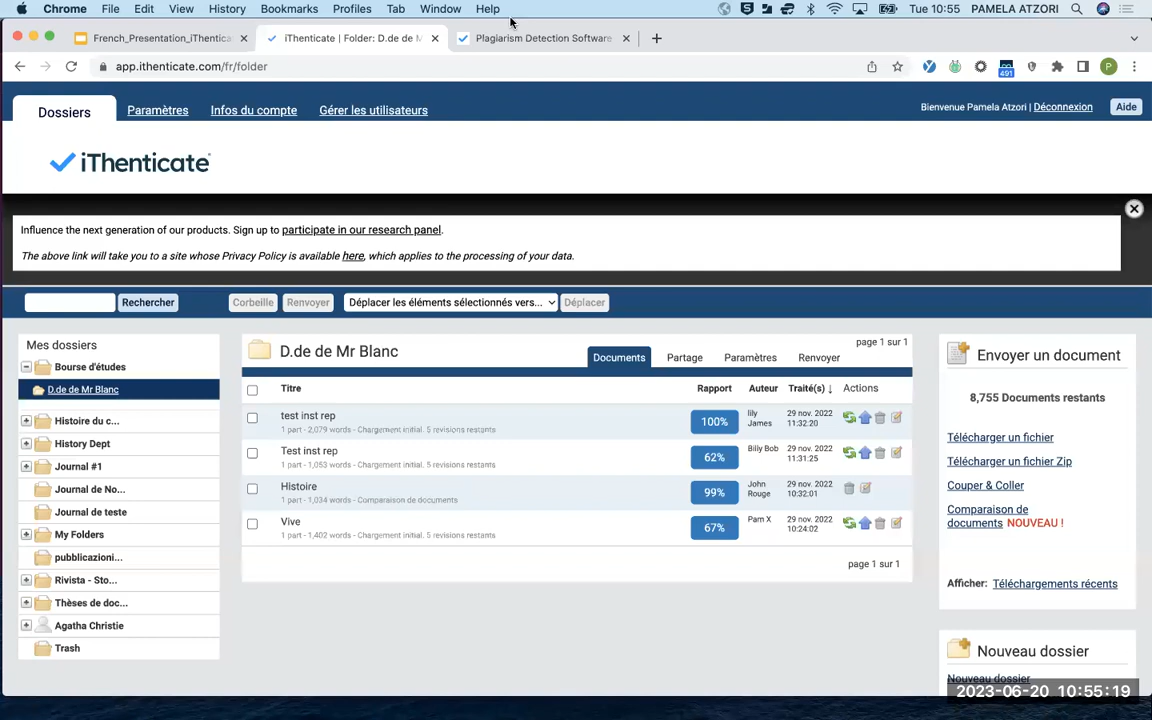 Chrome File Edit View History Bookmarks Profiles Tab Window Help
Tue 10:55 PAMELA ATZORI
French_Presentation_iThentica
iThenticate | Folder: D.de de M
Plagiarism Detection Software
app.ithenticate.com/fr/folder
491
P
Dossiers
Paramètres
Infos du compte
Gérer les utilisateurs
Bienvenue Pamela Atzori | Déconnexion
Aide
iThenticate
Influence the next generation of our products. Sign up to participate in our research panel.
The above link will take you to a site whose Privacy Policy is available here, which applies to the processing of your data.
Rechercher
Corbeille
Renvoyer
Déplacer les éléments sélectionnés vers...
Déplacer
Mes dossiers
Bourse d'études
D.de de Mr Blanc
Histoire du c...
History Dept
Journal #1
Journal de No...
Journal de teste
My Folders
pubblicazioni...
Rivista - Sto...
Thèses de doc...
Agatha Christie
Trash
D.de de Mr Blanc
Documents
Partage
Paramètres
Renvoyer
page 1 sur 1
Titre Rapport Auteur Traité(s) ↓ Actions
test inst rep
1 part - 2,079 words - Chargement initial. 5 revisions restants
100%
lily James
29 nov. 2022 11:32:20
Test inst rep
1 part - 1,053 words - Chargement initial. 5 revisions restants
62%
Billy Bob
29 nov. 2022 11:31:25
Histoire
1 part - 1,034 words - Comparaison de documents
99%
John Rouge
29 nov. 2022 10:32:01
Vive
1 part - 1,402 words - Chargement initial. 5 revisions restants
67%
Pam X
29 nov. 2022 10:24:02
page 1 sur 1
Envoyer un document
8,755 Documents restants
Télécharger un fichier
Télécharger un fichier Zip
Couper & Coller
Comparaison de
documents NOUVEAU !
Afficher: Téléchargements récents
Nouveau dossier
Nouveau dossier
2023-06-20 10:55:19